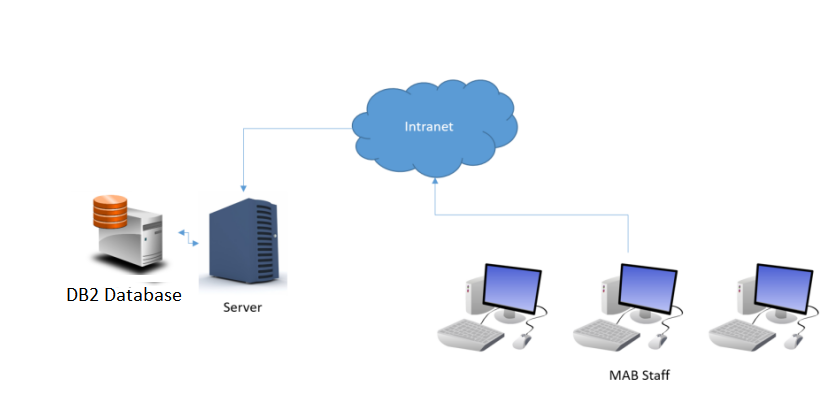 Intranet
DB2 Database
Server
MAB Staff